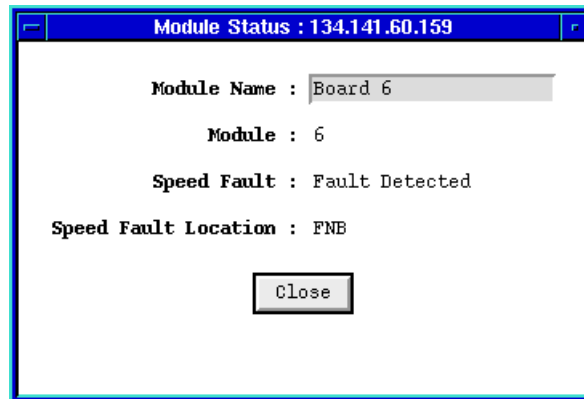 Module Status : 134.141.60.159
Module Name : Board 6
Module : 6
Speed Fault : Fault Detected
Speed Fault Location : FNB
Close